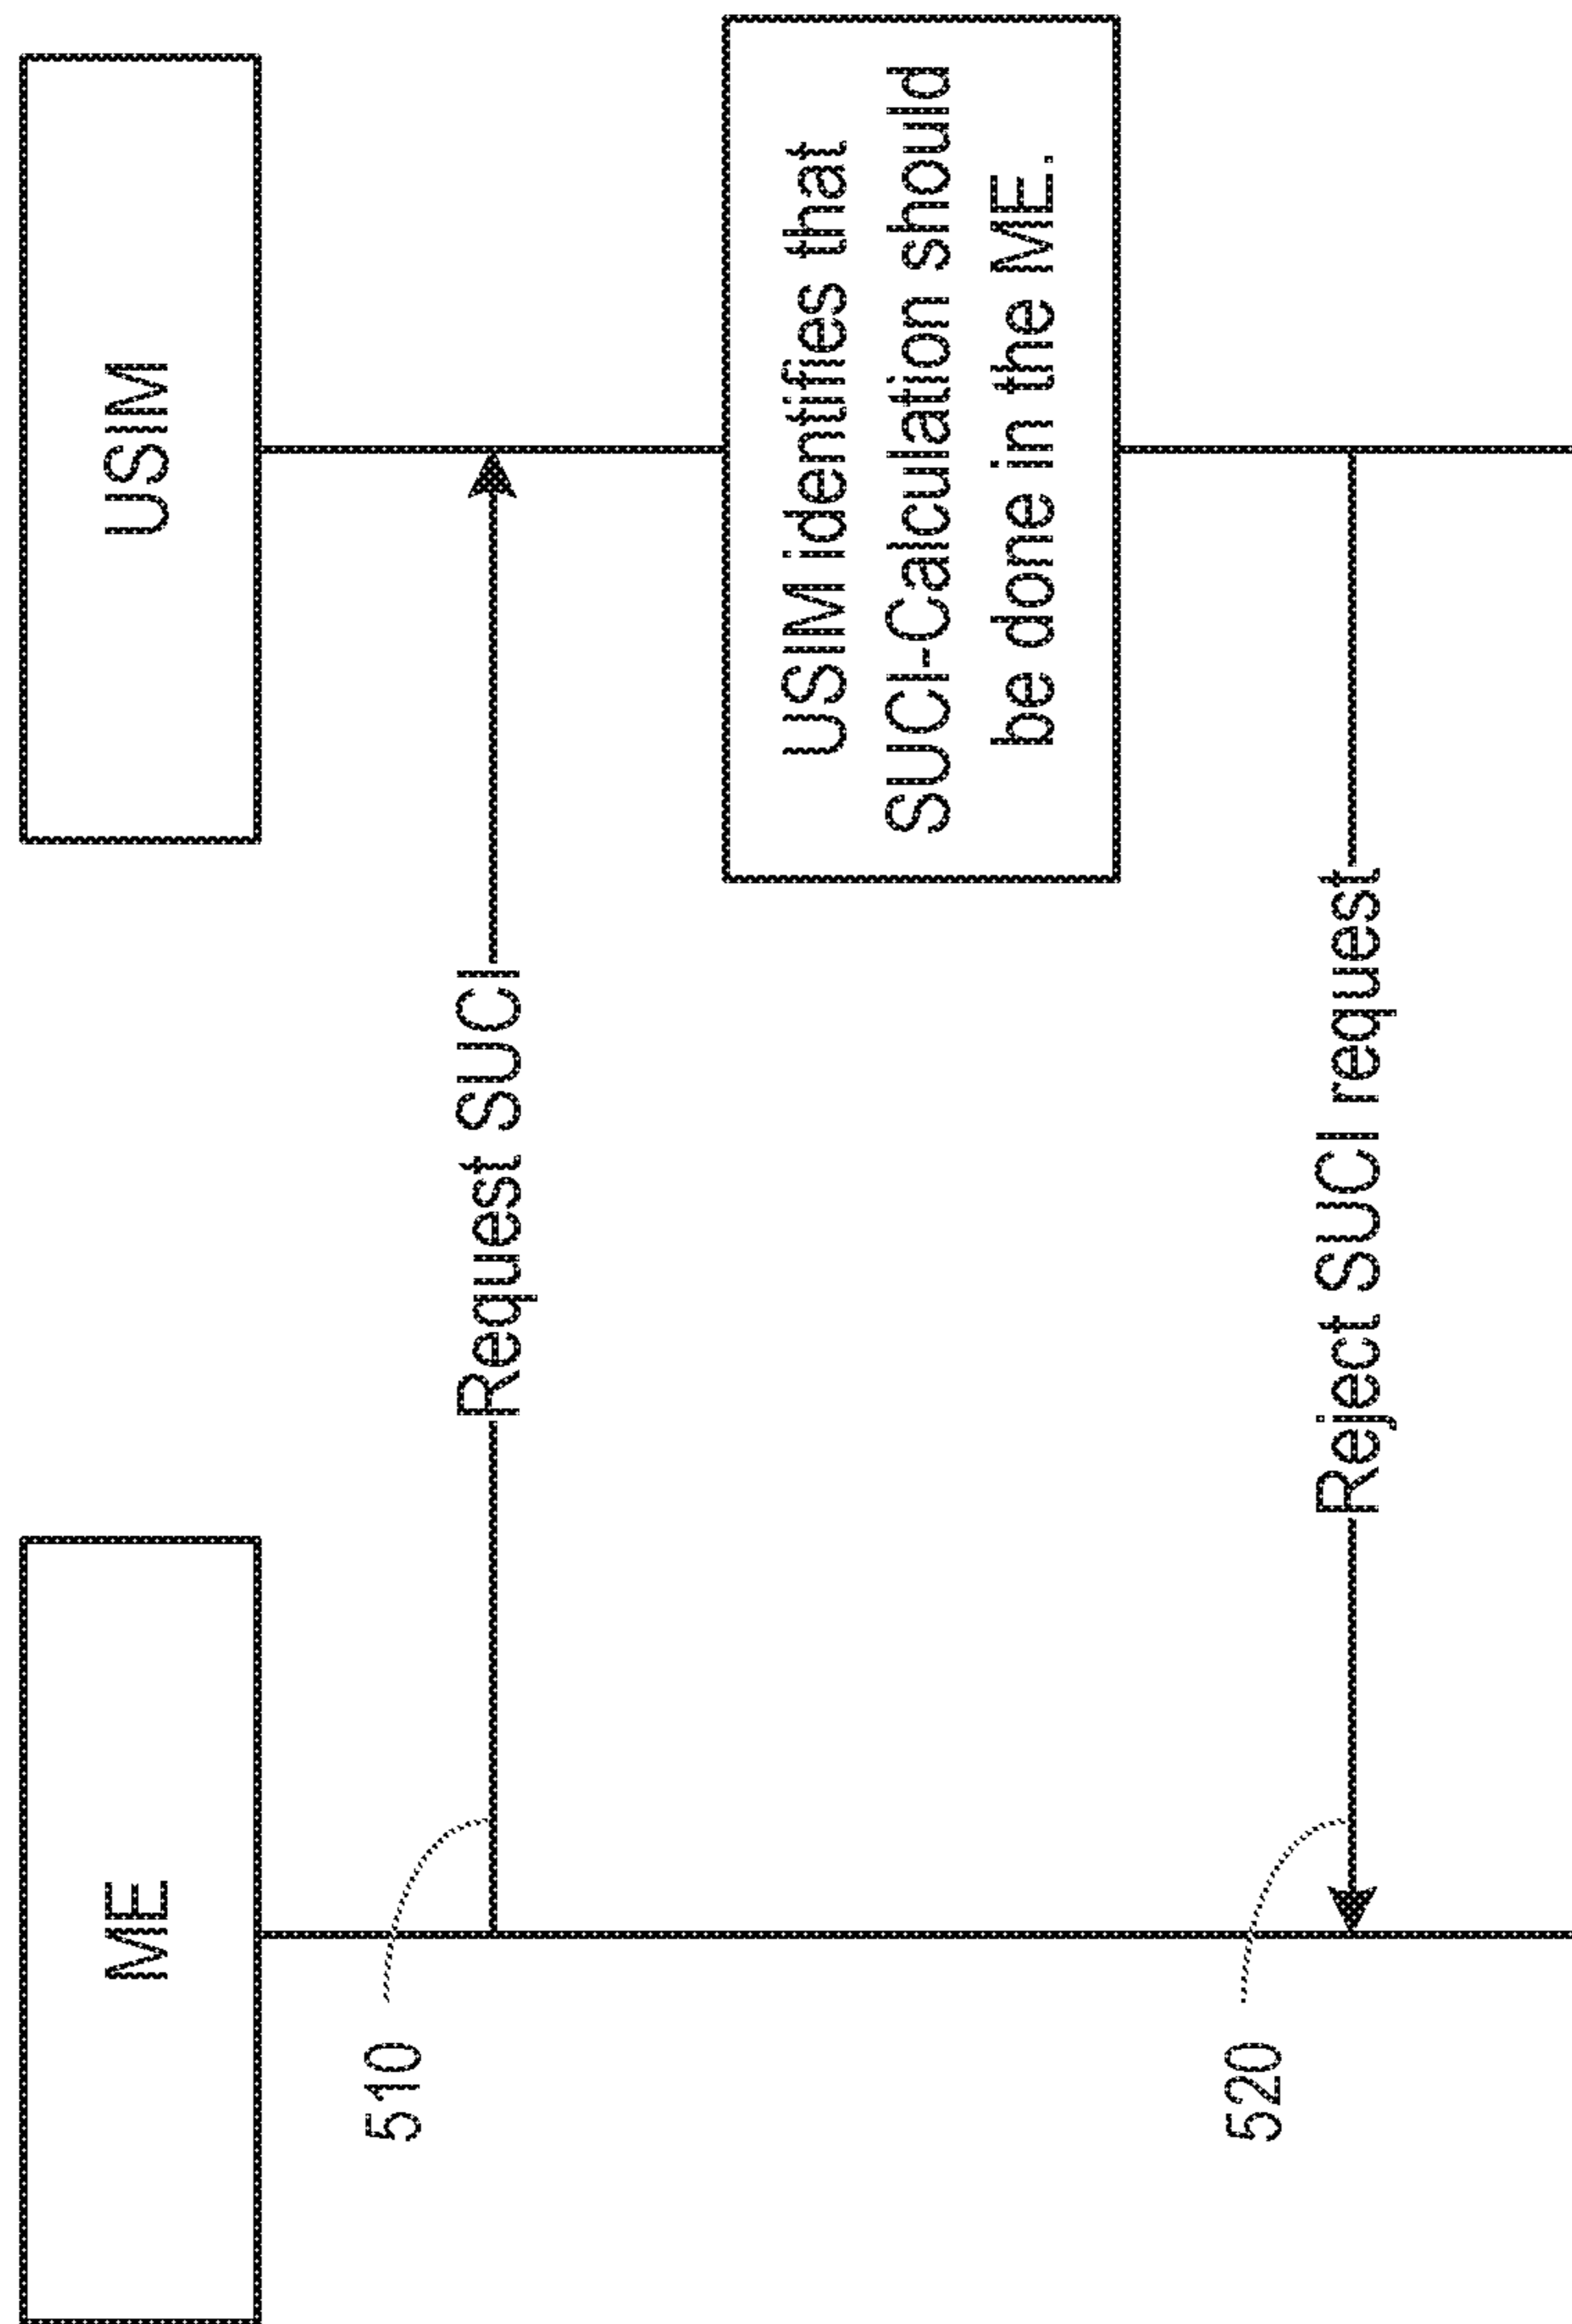 ME
USIM
510
Request SUCI
USIM identifies that
SUCI-Calculation should
be done in the ME.
520
Reject SUCI request